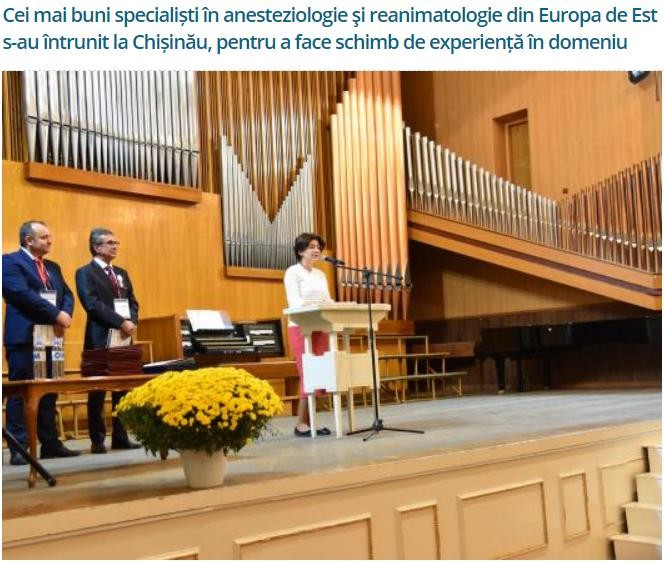 Cei mai buni specialiști în anesteziologie şi reanimatologie din Europa de Est
s-au întrunit la Chișinău, pentru a face schimb de experiență în domeniu